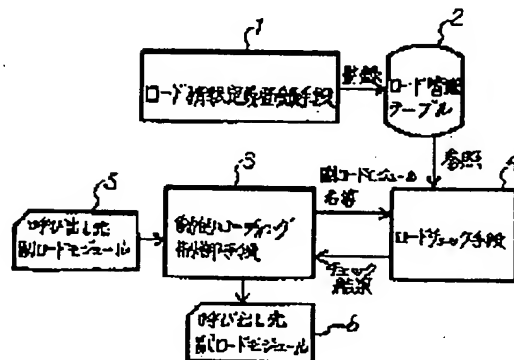 1
2
ロード情報定義登録手段
登録
ロード管理
テーブル
参照
3
4
5
呼び出し元
副ロードモジュール
動的ローディング
制御手段
副ロードモジュール
名称
ロードチェック手段
チェック
結果
呼び出し先
副ロードモジュール
6